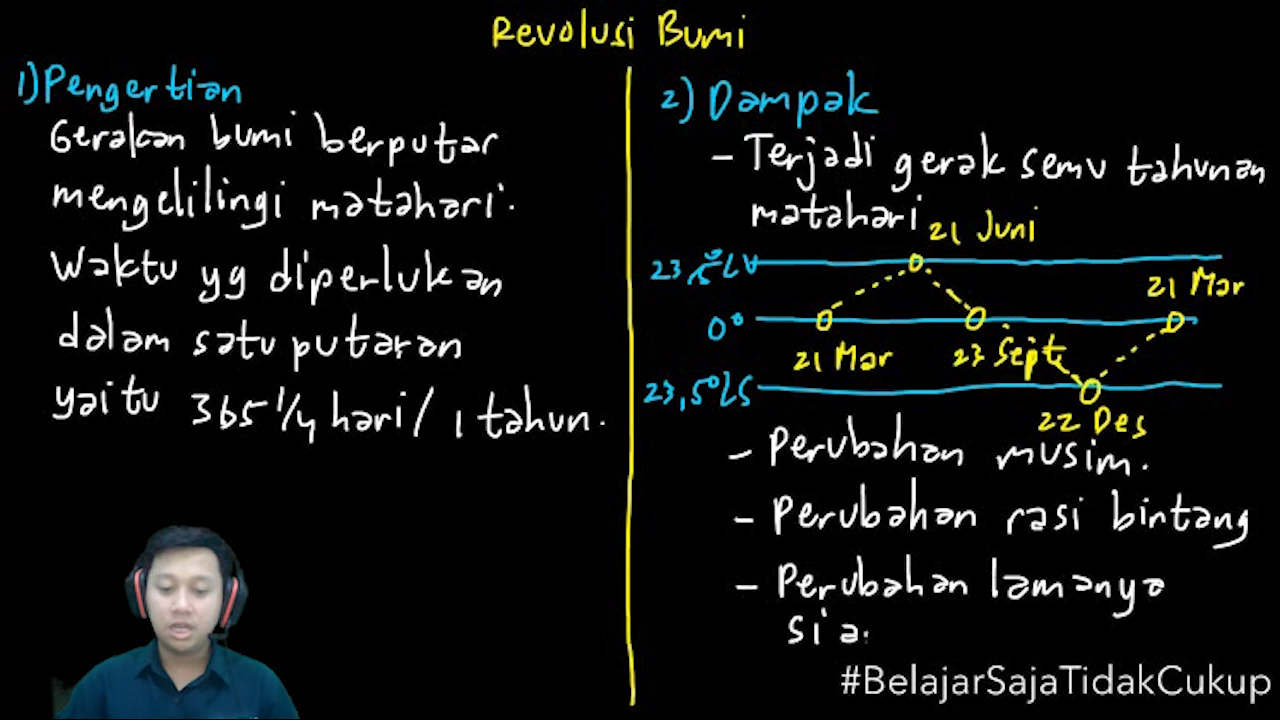 Revolusi Bumi
1) Pengertian
Gerakan bumi berputar
mengelilingi matahari.
Waktu yg diperlukan
dalam satu putaran
yaitu 365 1/4 hari / 1 tahun.
2) Dampak
- Terjadi gerak semu tahunan
matahari
21 Juni
23,5° LU
21 Mar
0°
21 Mar
23 Sept
23,5° LS
22 Des
- Perubahan musim.
- Perubahan rasi bintang
- Perubahan lamanya
sia
#BelajarSajaTidakCukup